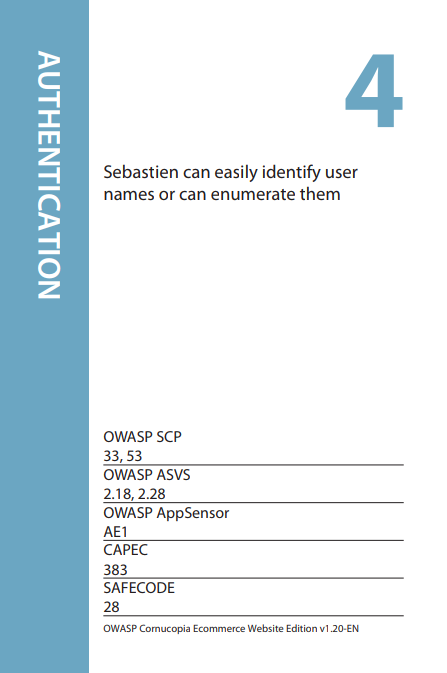 AUTHENTICATION
4
Sebastien can easily identify user
names or can enumerate them
OWASP SCP
33, 53
OWASP ASVS
2.18, 2.28
OWASP AppSensor
AE1
CAPEC
383
SAFECODE
28
OWASP Cornucopia Ecommerce Website Edition v1.20-EN